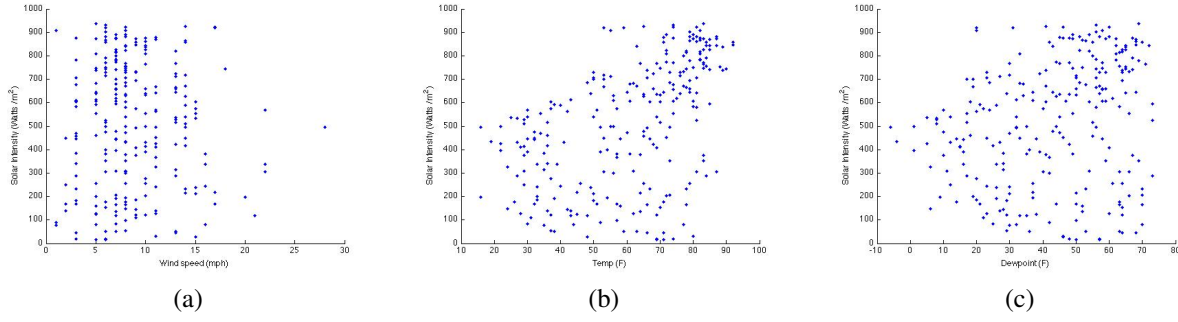 1000
900
800
700
600
500
400
300
200
100
0
Solar Intensity (Watts /m²)
0 5 10 15 20 25 30
Wind speed (mph)
(a)
1000
900
800
700
600
500
400
300
200
100
0
Solar Intensity (Watts /m²)
10 20 30 40 50 60 70 80 90 100
Temp (F)
(b)
1000
900
800
700
600
500
400
300
200
100
0
Solar Intensity (Watts /m²)
-10 0 10 20 30 40 50 60 70 80
Dewpoint (F)
(c)